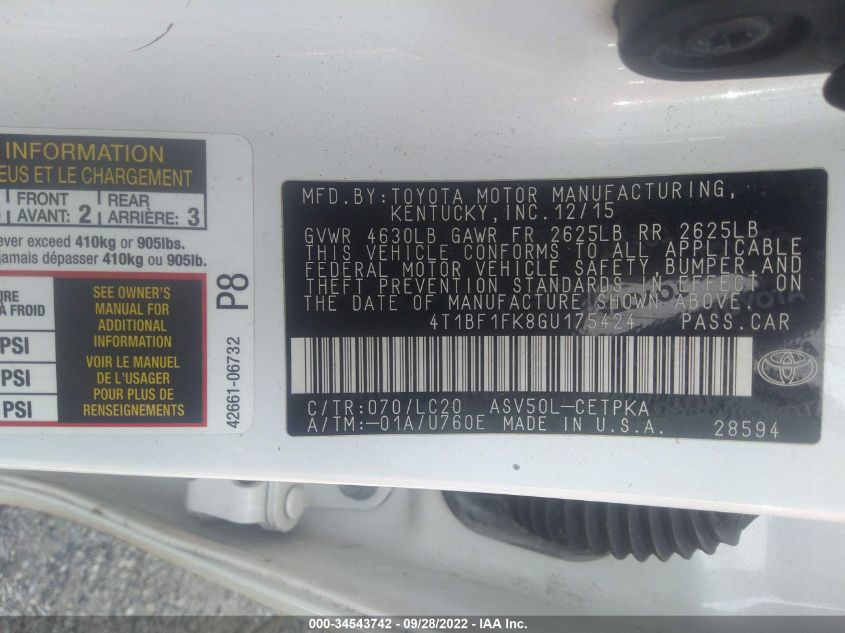 INFORMATION
EUS ET LE CHARGEMENT
FRONT REAR
AVANT: 2 ARRIÈRE: 3
ever exceed 410kg or 905lbs.
jamais dépasser 410kg ou 905lb.
À FROID
PSI
PSI
PSI
SEE OWNER'S
MANUAL FOR
ADDITIONAL
INFORMATION
VOIR LE MANUEL
DE L'USAGER
POUR PLUS DE
RENSEIGNEMENTS
P8
42661-06732
MFD.BY:TOYOTA MOTOR MANUFACTURING,
KENTUCKY, INC. 12/15
GVWR 4630LB GAWR FR 2625LB RR 2625LB
THIS VEHICLE CONFORMS TO ALL APPLICABLE
FEDERAL MOTOR VEHICLE SAFETY, BUMPER, AND
THEFT PREVENTION STANDARDS IN EFFECT ON
THE DATE OF MANUFACTURE SHOWN ABOVE.
4T1BF1FK8GU175424 PASS.CAR
C/TR:070/LC20 ASV50L-CETPKA
A/TM:-01A/U760E MADE IN U.S.A. 28594
000-34543742 - 09/28/2022 - IAA Inc.